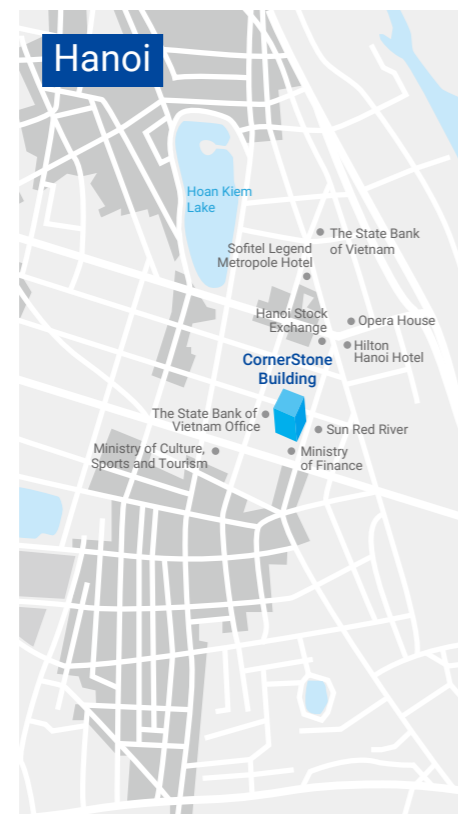 Hanoi
Hoan Kiem
Lake
The State Bank
of Vietnam
Sofitel Legend
Metropole Hotel
Hanoi Stock
Exchange
Opera House
Hilton
Hanoi Hotel
CornerStone
Building
The State Bank of
Vietnam Office
Sun Red River
Ministry of Culture,
Sports and Tourism
Ministry
of Finance